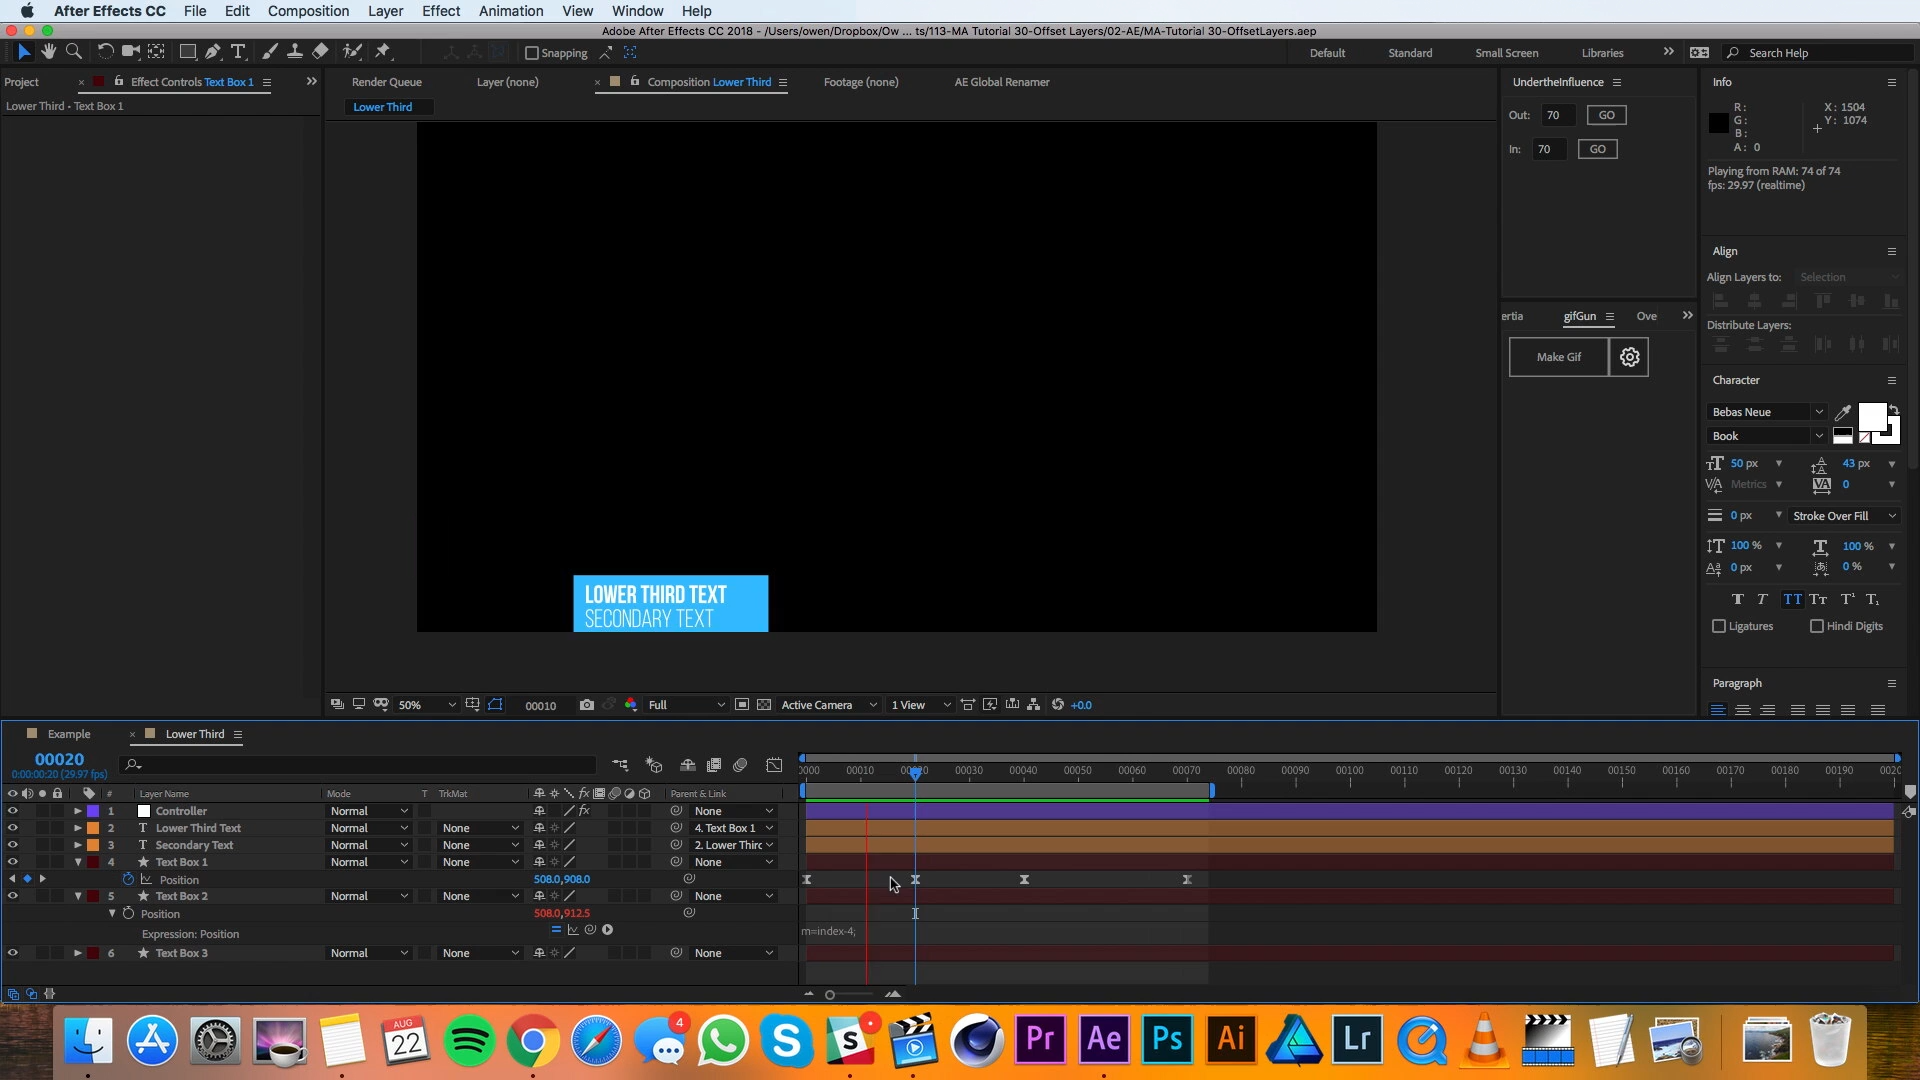 After Effects CC File Edit Composition Layer Effect Animation View Window Help
Adobe After Effects CC 2018 - /Users/owen/Dropbox/Ow ... ts/113-MA Tutorial 30-Offset Layers/02-AE/MA-Tutorial 30-OffsetLayers.aep
Snapping Default Standard Small Screen Libraries Search Help
Project Effect Controls Text Box 1
Lower Third • Text Box 1
Render Queue Layer (none) Composition Lower Third Footage (none) AE Global Renamer
Lower Third
LOWER THIRD TEXT
SECONDARY TEXT
50% 00010 Full Active Camera 1 View +0.0
UndertheInfluence
Out: 70 GO
In: 70 GO
ertia gifGun Ove
Make Gif
Info
R: X: 1504
G: Y: 1074
B:
A: 0
Playing from RAM: 74 of 74
fps: 29.97 (realtime)
Align
Align Layers to: Selection
Distribute Layers:
Character
Bebas Neue
Book
50 px 43 px
Metrics 0
0 px Stroke Over Fill
100 % 100 %
0 px 0 %
Ligatures Hindi Digits
Paragraph
Example Lower Third
00020
0:00:00:20 (29.97 fps)
0000 00010 00020 00030 00040 00050 00060 00070 00080 00090 00100 00110 00120 00130 00140 00150 00160 00170 00180 00190 0020
# Layer Name Mode T TrkMat Parent & Link
1 Controller Normal None
2 Lower Third Text Normal None 4. Text Box 1
3 Secondary Text Normal None 2. Lower Thirc
4 Text Box 1 Normal None None
Position 508.0,908.0
5 Text Box 2 Normal None None
Position 508.0,912.5
Expression: Position m=index-4;
6 Text Box 3 Normal None None
AUG
22
4
Pr Ae Ps Ai Lr